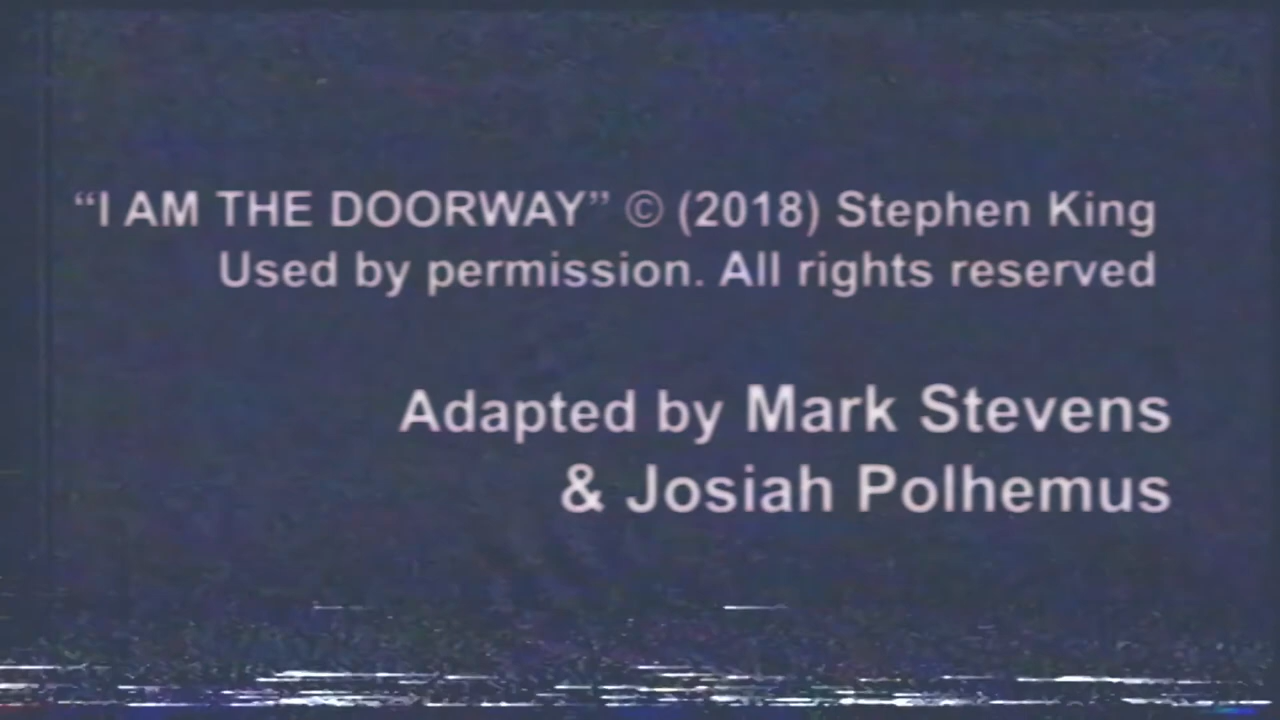 “I AM THE DOORWAY” © (2018) Stephen King
Used by permission. All rights reserved
Adapted by Mark Stevens
& Josiah Polhemus